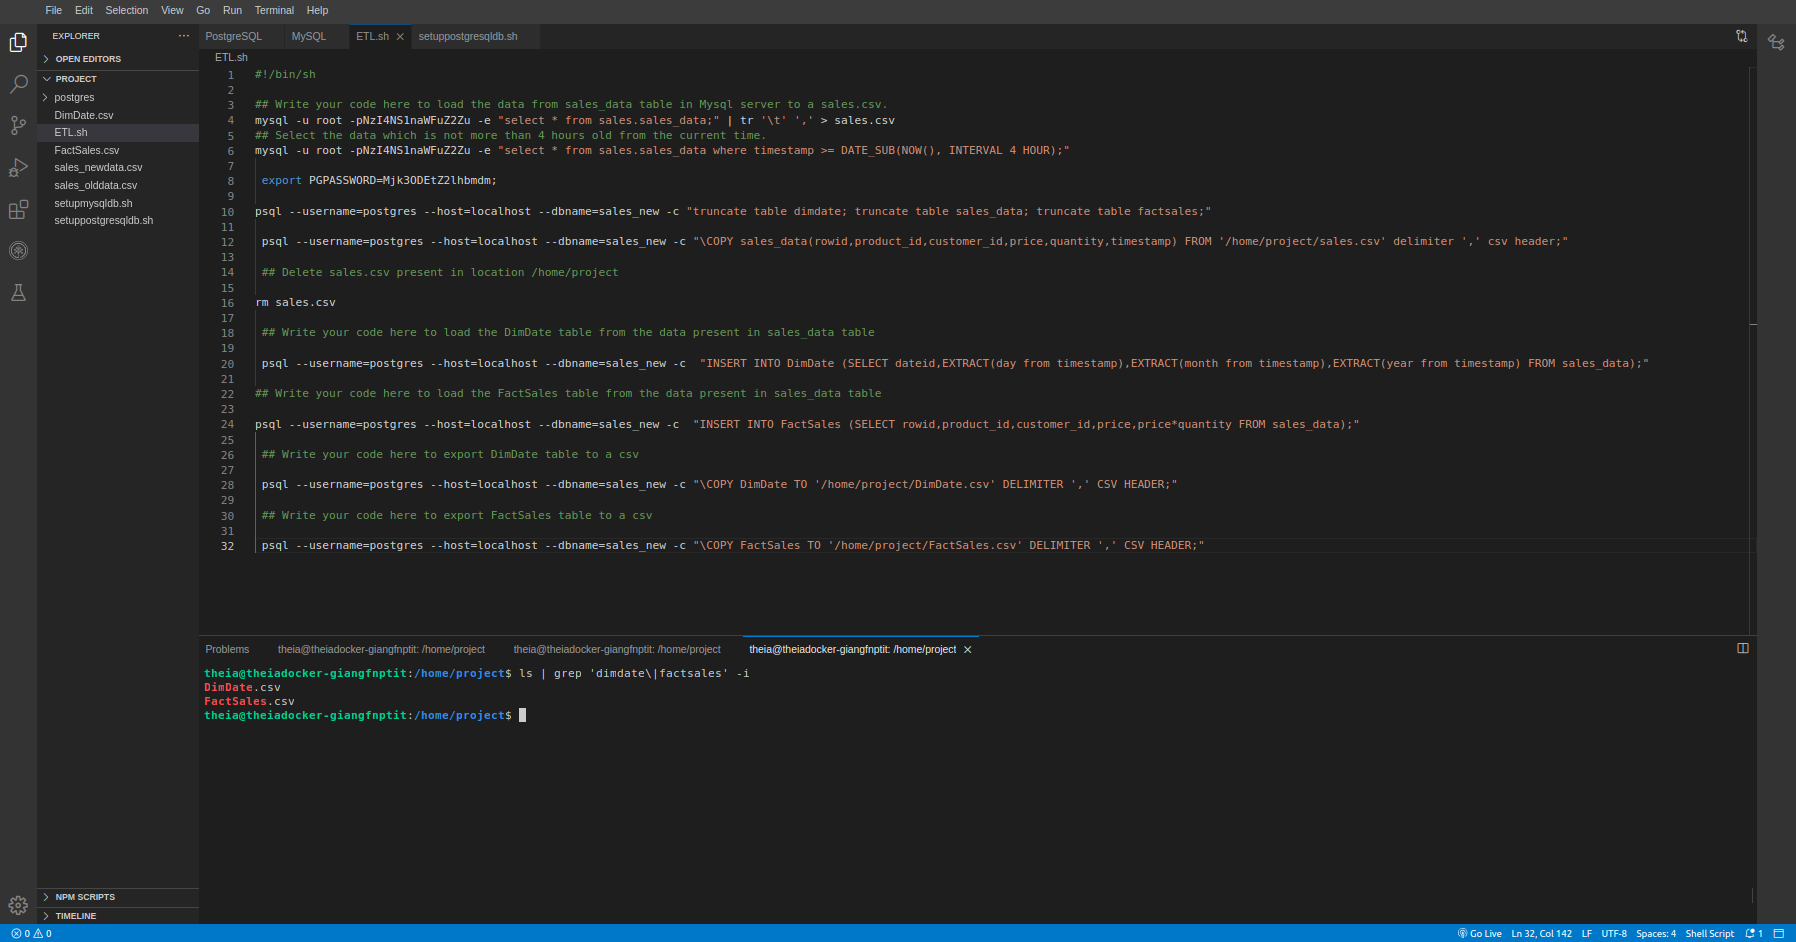 File Edit Selection View Go Run Terminal Help
EXPLORER ···
OPEN EDITORS
PROJECT
postgres
DimDate.csv
ETL.sh
FactSales.csv
sales_newdata.csv
sales_olddata.csv
setupmysqldb.sh
setuppostgresqldb.sh
NPM SCRIPTS
TIMELINE
PostgreSQL MySQL ETL.sh setuppostgresqldb.sh
ETL.sh
1 #!/bin/sh
2
3 ## Write your code here to load the data from sales_data table in Mysql server to a sales.csv.
4 mysql -u root -pNzI4NS1naWFuZ2Zu -e "select * from sales.sales_data;" | tr '\t' ',' > sales.csv
5 ## Select the data which is not more than 4 hours old from the current time.
6 mysql -u root -pNzI4NS1naWFuZ2Zu -e "select * from sales.sales_data where timestamp >= DATE_SUB(NOW(), INTERVAL 4 HOUR);"
7
8 export PGPASSWORD=Mjk3ODEtZ2lhbmdm;
9
10 psql --username=postgres --host=localhost --dbname=sales_new -c "truncate table dimdate; truncate table sales_data; truncate table factsales;"
11
12 psql --username=postgres --host=localhost --dbname=sales_new -c "\COPY sales_data(rowid,product_id,customer_id,price,quantity,timestamp) FROM '/home/project/sales.csv' delimiter ',' csv header;"
13
14 ## Delete sales.csv present in location /home/project
15
16 rm sales.csv
17
18 ## Write your code here to load the DimDate table from the data present in sales_data table
19
20 psql --username=postgres --host=localhost --dbname=sales_new -c  "INSERT INTO DimDate (SELECT dateid,EXTRACT(day from timestamp),EXTRACT(month from timestamp),EXTRACT(year from timestamp) FROM sales_data);"
21
22 ## Write your code here to load the FactSales table from the data present in sales_data table
23
24 psql --username=postgres --host=localhost --dbname=sales_new -c  "INSERT INTO FactSales (SELECT rowid,product_id,customer_id,price,price*quantity FROM sales_data);"
25
26 ## Write your code here to export DimDate table to a csv
27
28 psql --username=postgres --host=localhost --dbname=sales_new -c "\COPY DimDate TO '/home/project/DimDate.csv' DELIMITER ',' CSV HEADER;"
29
30 ## Write your code here to export FactSales table to a csv
31
32 psql --username=postgres --host=localhost --dbname=sales_new -c "\COPY FactSales TO '/home/project/FactSales.csv' DELIMITER ',' CSV HEADER;"
Problems theia@theiadocker-giangfnptit: /home/project theia@theiadocker-giangfnptit: /home/project theia@theiadocker-giangfnptit: /home/project
theia@theiadocker-giangfnptit:/home/project$ ls | grep 'dimdate\|factsales' -i
DimDate.csv
FactSales.csv
theia@theiadocker-giangfnptit:/home/project$
0 0 Go Live Ln 32, Col 142 LF UTF-8 Spaces: 4 Shell Script 1